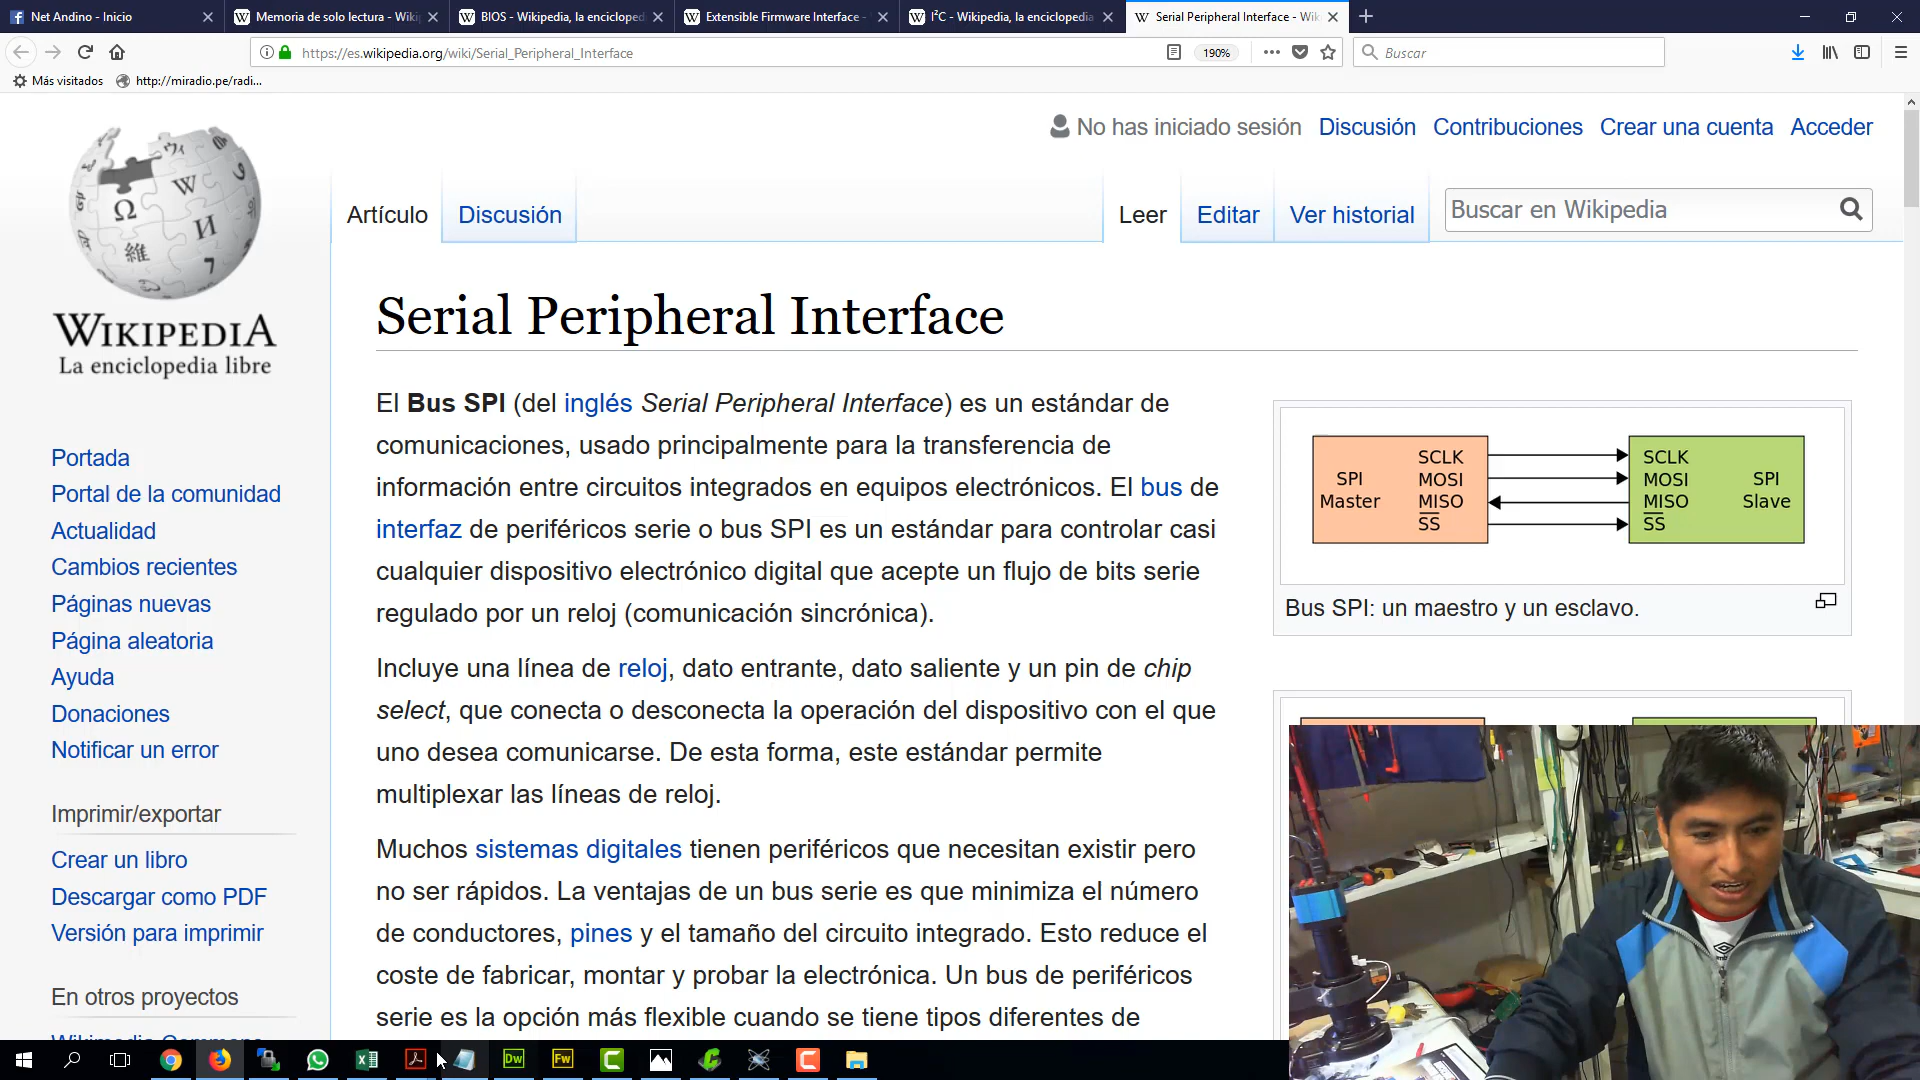 Net Andino - Inicio
Memoria de solo lectura - Wiki
BIOS - Wikipedia, la encicloped
Extensible Firmware Interface -
I²C - Wikipedia, la enciclopedia
Serial Peripheral Interface - Wik
https://es.wikipedia.org/wiki/Serial_Peripheral_Interface
190%
Buscar
Más visitados
http://miradio.pe/radi...
No has iniciado sesión Discusión Contribuciones Crear una cuenta Acceder
Artículo Discusión Leer Editar Ver historial
Buscar en Wikipedia
WIKIPEDIA
La enciclopedia libre
Portada
Portal de la comunidad
Actualidad
Cambios recientes
Páginas nuevas
Página aleatoria
Ayuda
Donaciones
Notificar un error
Imprimir/exportar
Crear un libro
Descargar como PDF
Versión para imprimir
En otros proyectos
Wikimedia Commons
Serial Peripheral Interface
El Bus SPI (del inglés Serial Peripheral Interface) es un estándar de
comunicaciones, usado principalmente para la transferencia de
información entre circuitos integrados en equipos electrónicos. El bus de
interfaz de periféricos serie o bus SPI es un estándar para controlar casi
cualquier dispositivo electrónico digital que acepte un flujo de bits serie
regulado por un reloj (comunicación sincrónica).
Incluye una línea de reloj, dato entrante, dato saliente y un pin de chip
select, que conecta o desconecta la operación del dispositivo con el que
uno desea comunicarse. De esta forma, este estándar permite
multiplexar las líneas de reloj.
Muchos sistemas digitales tienen periféricos que necesitan existir pero
no ser rápidos. La ventajas de un bus serie es que minimiza el número
de conductores, pines y el tamaño del circuito integrado. Esto reduce el
coste de fabricar, montar y probar la electrónica. Un bus de periféricos
serie es la opción más flexible cuando se tiene tipos diferentes de
SPI
Master
SCLK
MOSI
MISO
SS
SCLK
MOSI
MISO
SS
SPI
Slave
Bus SPI: un maestro y un esclavo.
Dw
Fw